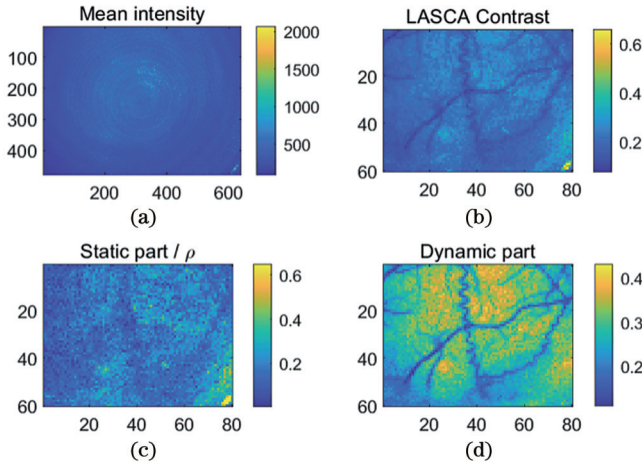 Mean intensity
100
200
300
400
200 400 600
2000
1500
1000
500
(a)
LASCA Contrast
20
40
60
20 40 60 80
0.6
0.4
0.2
(b)
Static part / ρ
20
40
60
20 40 60 80
0.6
0.4
0.2
(c)
Dynamic part
20
40
60
20 40 60 80
0.4
0.3
0.2
(d)